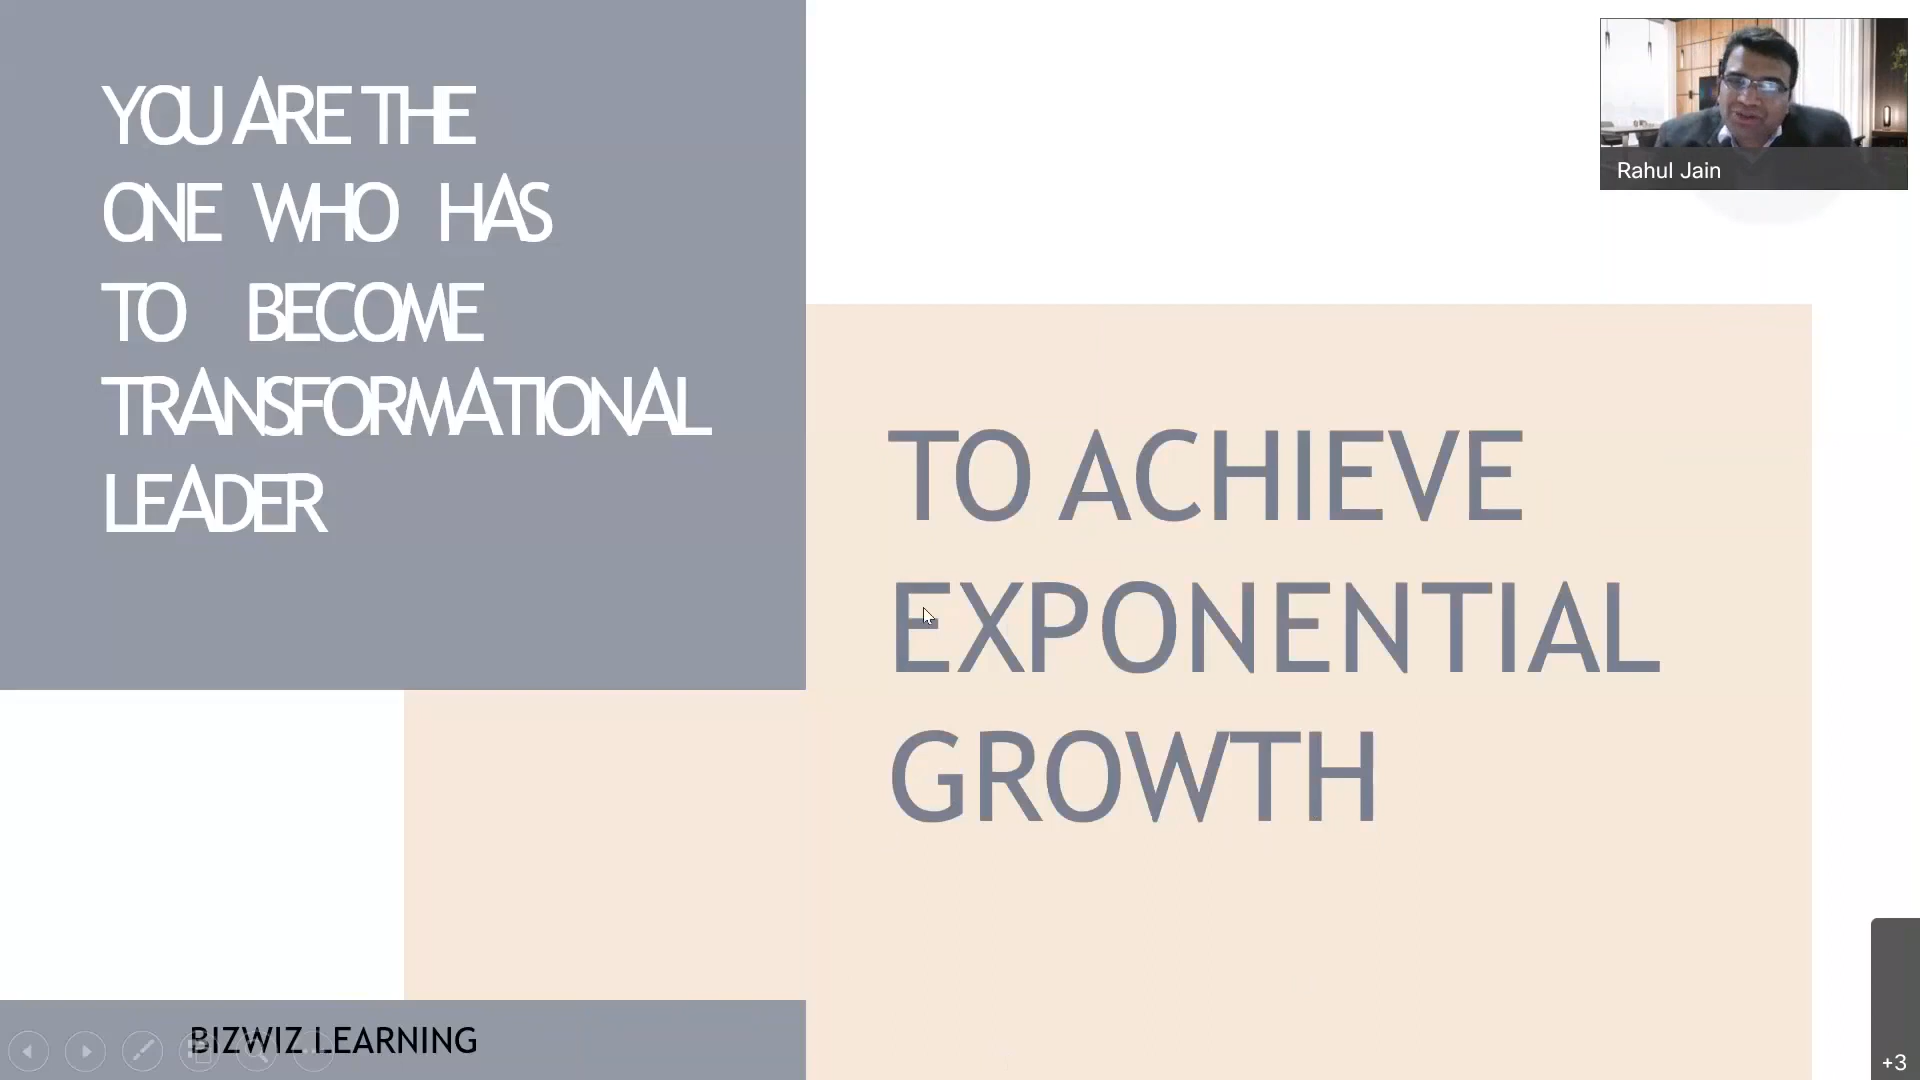 YOU ARE THE
ONE WHO HAS
TO BECOME
TRANSFORMATIONAL
LEADER
Rahul Jain
TO ACHIEVE
EXPONENTIAL
GROWTH
BIZWIZ LEARNING
+3